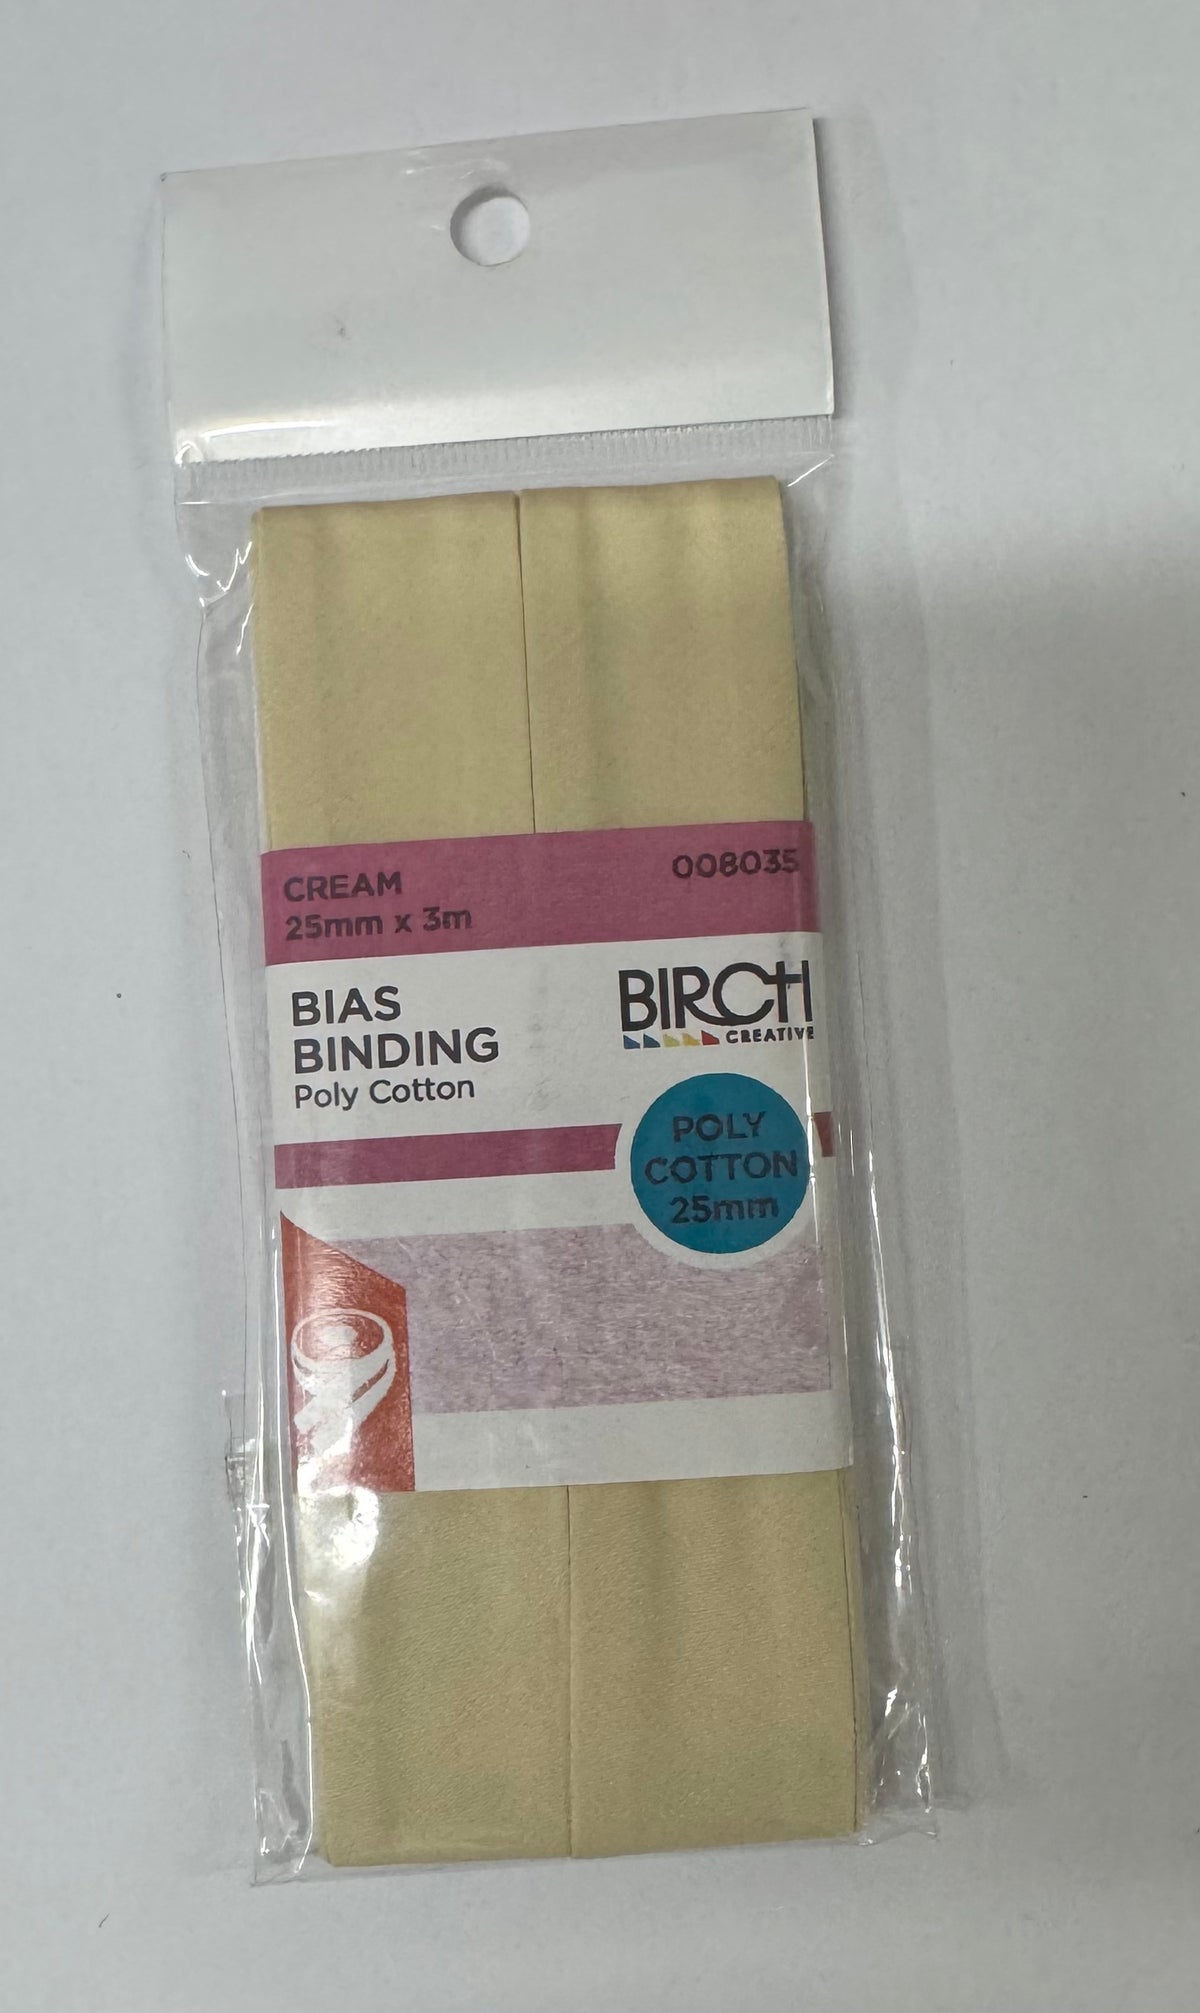 CREAM
008035
25mm x 3m
BIAS
BINDING
Poly Cotton
BIRCH
CREATIVE
POLY
COTTON
25mm